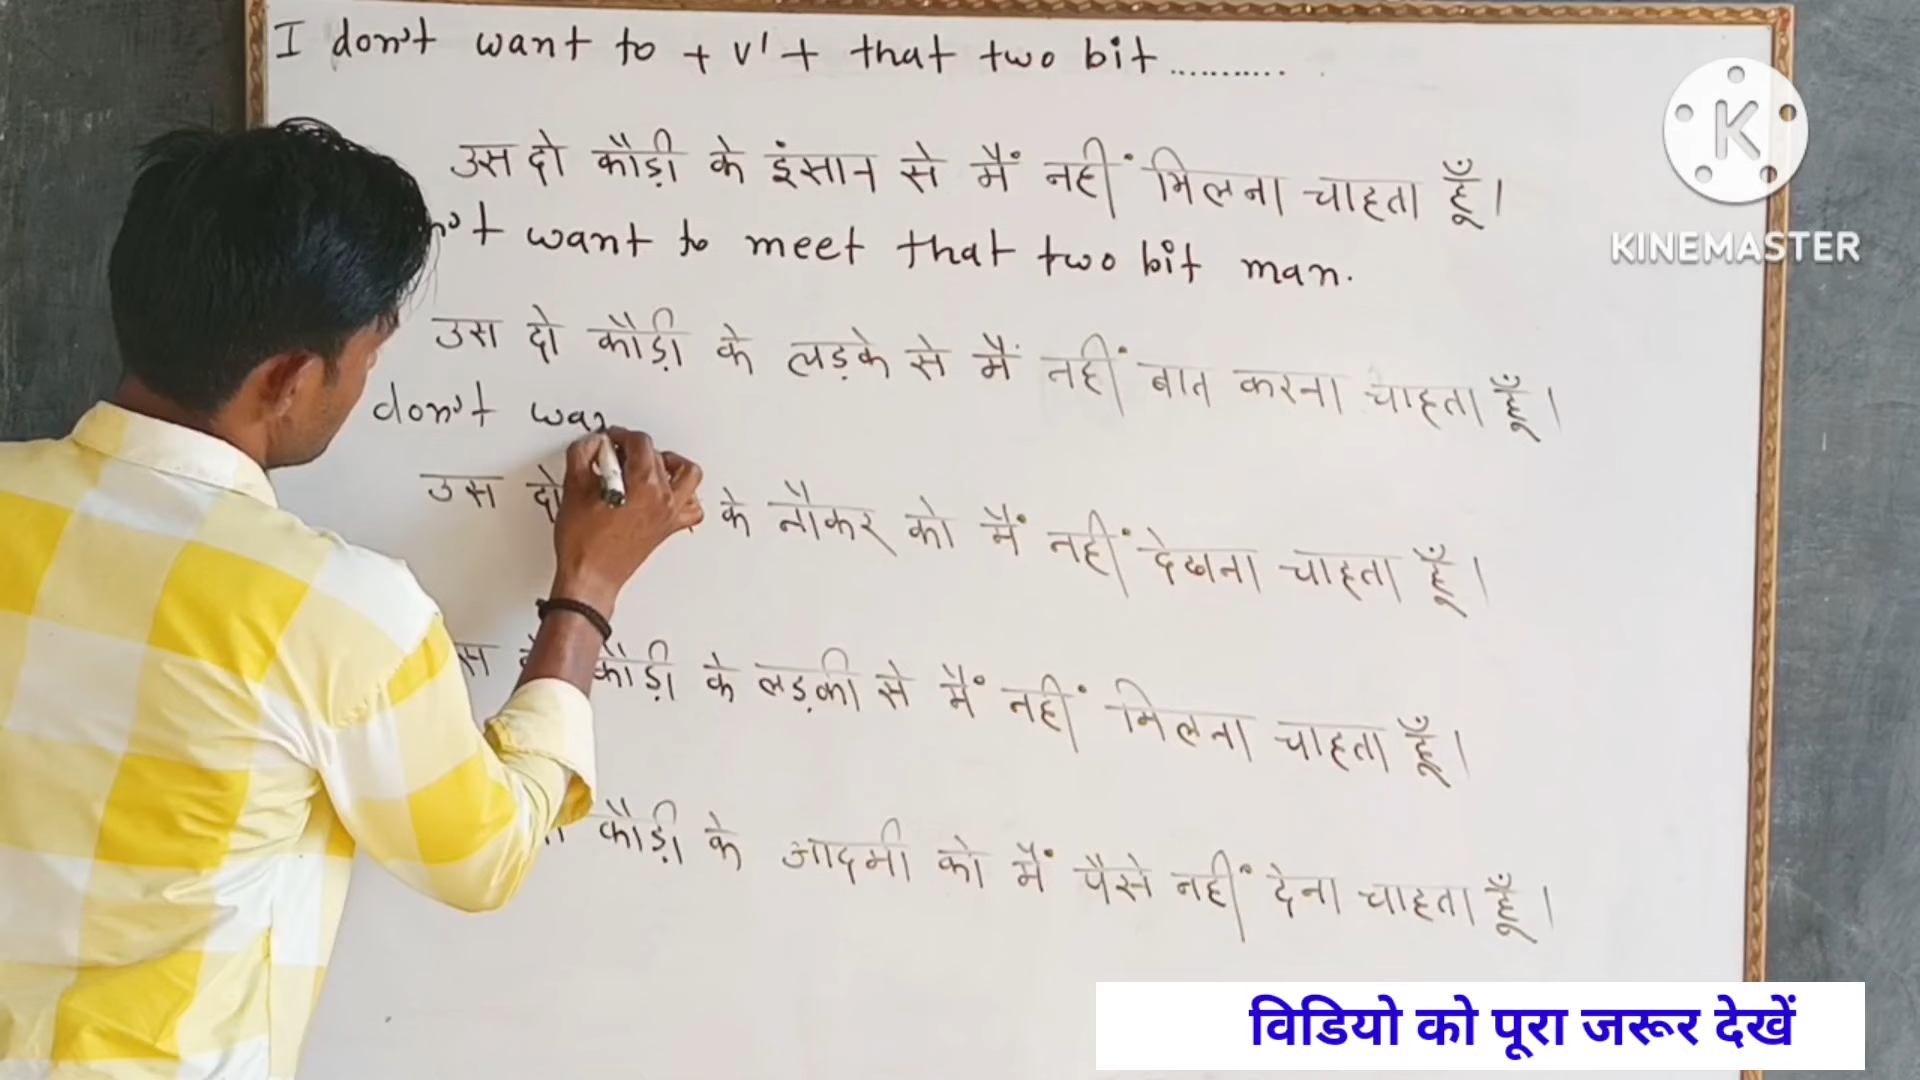 I don't want to + v' + that two bit ...........
उस दो कौड़ी के इंसान से मैं नहीं मिलना चाहता हूँ।
want to meet that two bit man.
उस दो कौड़ी के लड़के से मैं नहीं बात करना चाहता हूँ।
don't
उस दो के नौकर को मैं नहीं देखना चाहता हूँ।
कौड़ी के लड़की से मैं नहीं मिलना चाहता हूँ।
कौड़ी के आदमी को मैं पैसे नहीं देना चाहता हूँ।
K
KINEMASTER
विडियो को पूरा जरूर देखें